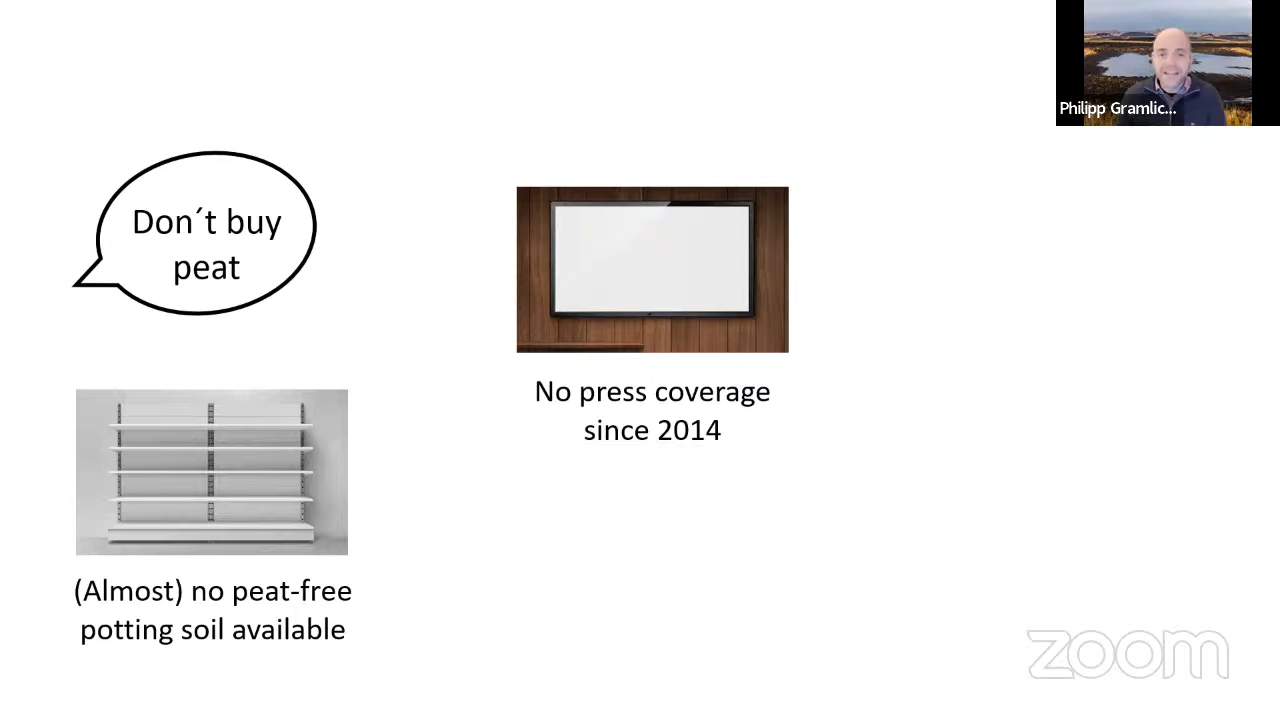 Philipp Gramlic...
Don´t buy
peat
No press coverage
since 2014
(Almost) no peat-free
potting soil available
zoom